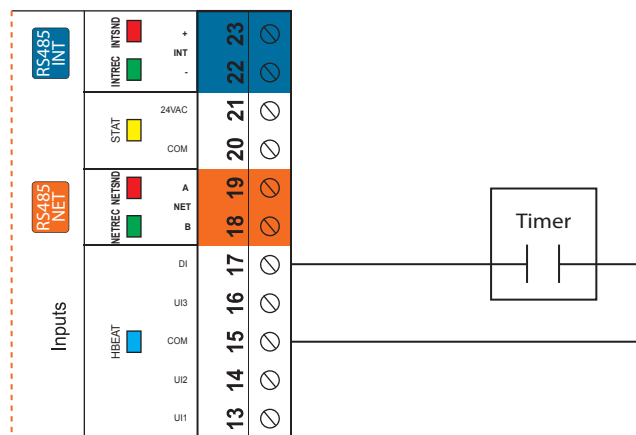 RS485
INT
INTREC INTSND
+
INT
-
23
22
STAT
24VAC
COM
21
20
RS485
NET
NETREC NETSND
A
NET
B
19
18
Inputs
HBEAT
DI
17
UI3
16
COM
15
UI2
14
UI1
13
Timer